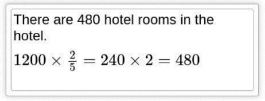 There are 480 hotel rooms in the
hotel.
1200 × 2/5 = 240 × 2 = 480